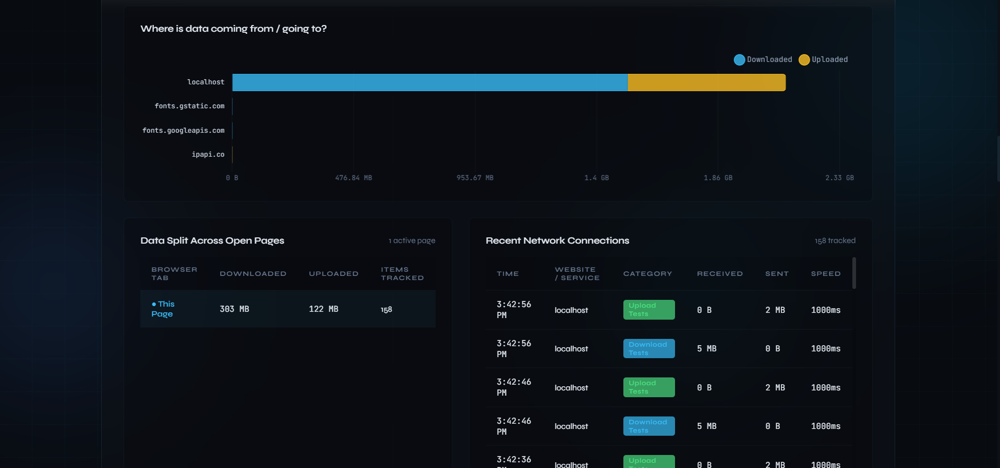 Where is data coming from / going to?
Downloaded Uploaded
localhost
fonts.gstatic.com
fonts.googleapis.com
ipapi.co
0 B 476.84 MB 953.67 MB 1.4 GB 1.86 GB 2.33 GB
Data Split Across Open Pages
1 active page
BROWSER TAB DOWNLOADED UPLOADED ITEMS TRACKED
• This Page 303 MB 122 MB 158
Recent Network Connections
158 tracked
TIME WEBSITE / SERVICE CATEGORY RECEIVED SENT SPEED
3:42:56 PM localhost Upload Tests 0 B 2 MB 1000ms
3:42:56 PM localhost Download Tests 5 MB 0 B 1000ms
3:42:46 PM localhost Upload Tests 0 B 2 MB 1000ms
3:42:46 PM localhost Download Tests 5 MB 0 B 1000ms
3:42:36 PM localhost Upload Tests 0 B 2 MB 1000ms